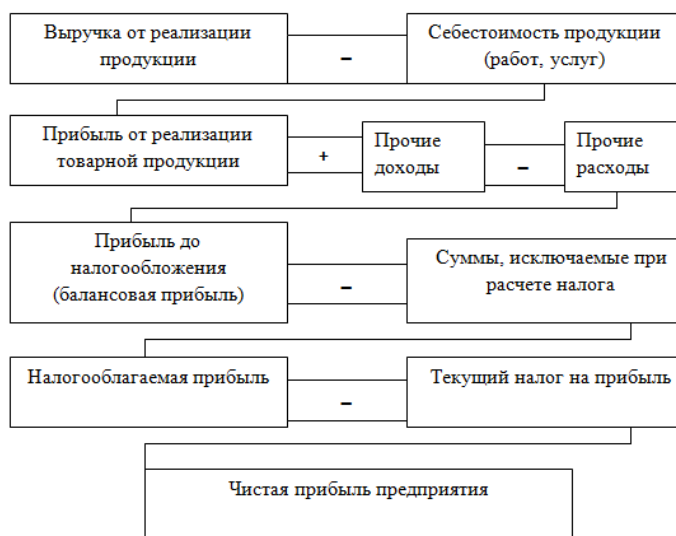 Выручка от реализации
продукции
–
Себестоимость продукции
(работ, услуг)
Прибыль от реализации
товарной продукции
+
Прочие
доходы
–
Прочие
расходы
Прибыль до
налогообложения
(балансовая прибыль)
–
Суммы, исключаемые при
расчете налога
Налогооблагаемая прибыль
–
Текущий налог на прибыль
Чистая прибыль предприятия